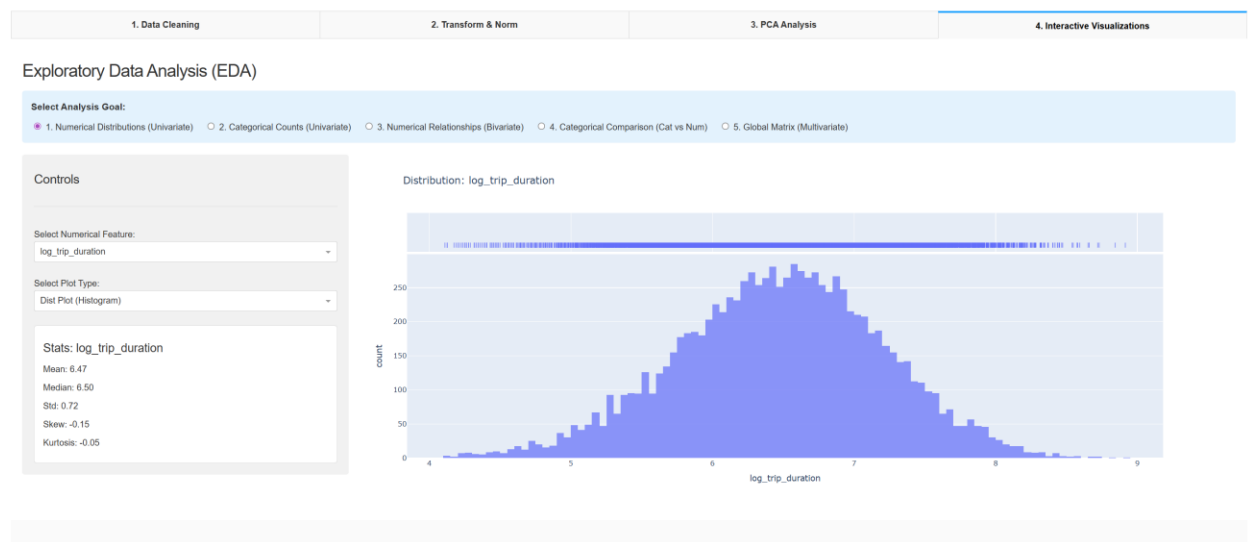 1. Data Cleaning
2. Transform & Norm
3. PCA Analysis
4. Interactive Visualizations
Exploratory Data Analysis (EDA)
Select Analysis Goal:
1. Numerical Distributions (Univariate) 2. Categorical Counts (Univariate) 3. Numerical Relationships (Bivariate) 4. Categorical Comparison (Cat vs Num) 5. Global Matrix (Multivariate)
Controls
Select Numerical Feature:
log_trip_duration
Select Plot Type:
Dist Plot (Histogram)
Stats: log_trip_duration
Mean: 6.47
Median: 6.50
Std: 0.72
Skew: -0.15
Kurtosis: -0.05
Distribution: log_trip_duration
250
200
150
100
50
0
count
4 5 6 7 8 9
log_trip_duration